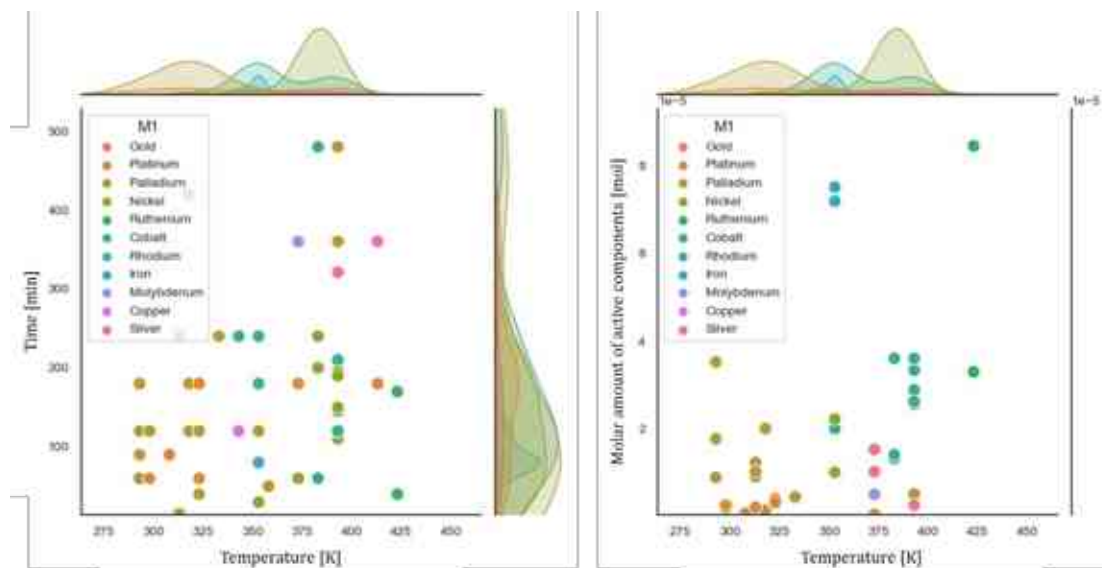 1e-5
1e-5
500
400
300
200
100
Time [min]
M1
Gold
Platinum
Palladium
Nickel
Ruthenium
Cobalt
Rhodium
Iron
Molybdenum
Copper
Silver
275 300 325 350 375 400 425 450
Temperature [K]
8
6
4
2
Molar amount of active components [mol]
M1
Gold
Platinum
Palladium
Nickel
Ruthenium
Cobalt
Rhodium
Iron
Molybdenum
Copper
Silver
275 300 325 350 375 400 425 450
Temperature [K]